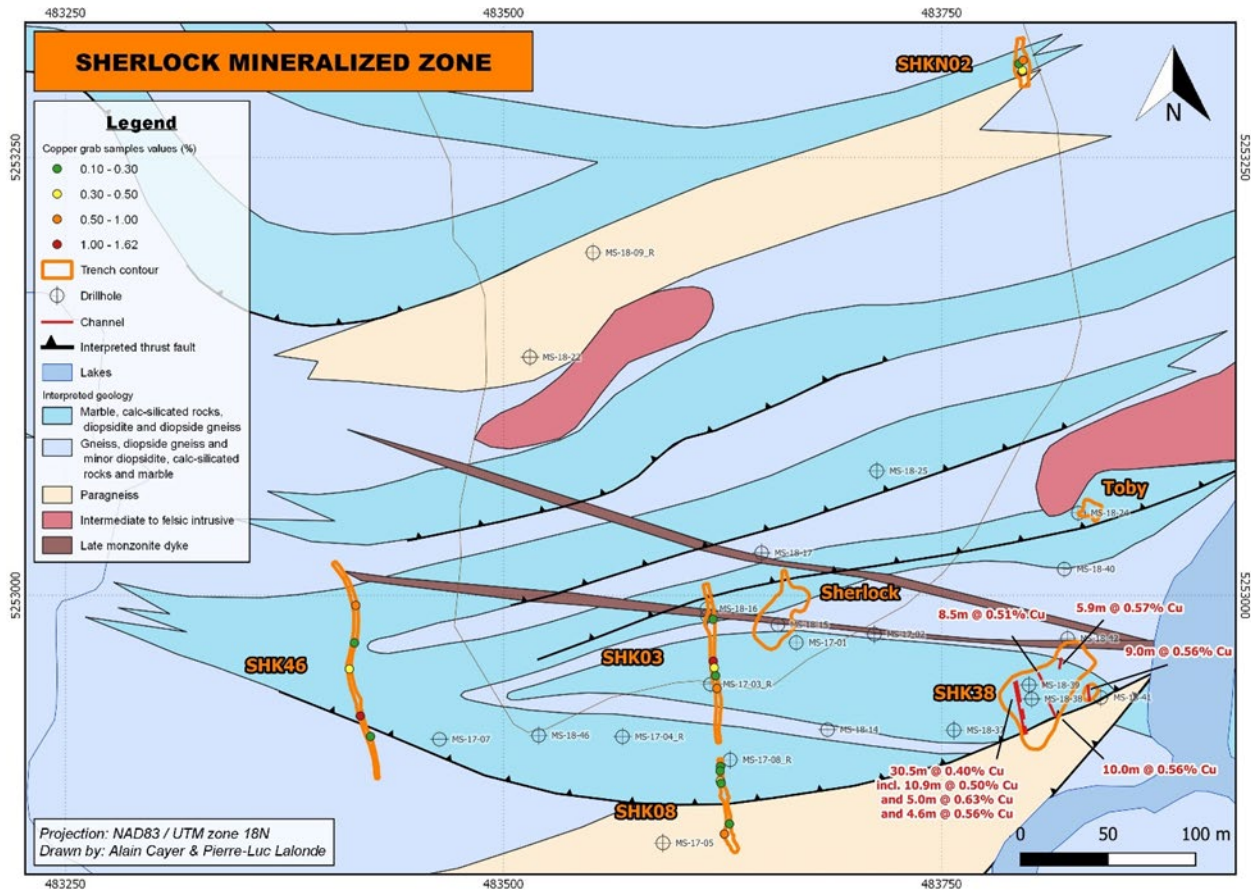 483250
483500
483750
SHERLOCK MINERALIZED ZONE
SHKN02
N
5253250
5253250
Legend
Copper grab samples values (%)
0.10 - 0.30
0.30 - 0.50
0.50 - 1.00
1.00 - 1.62
Trench contour
Drillhole
Channel
Interpreted thrust fault
Lakes
Interpreted geology
Marble, calc-silicated rocks,
diopsidite and diopside gneiss
Gneiss, diopside gneiss and
minor diopsidite, calc-silicated
rocks and marble
Paragneiss
Intermediate to felsic intrusive
Late monzonite dyke
MS-18-09_R
MS-18-22
MS-18-25
Toby
MS-18-24
MS-18-17
MS-18-40
5253000
5253000
Sherlock
MS-18-16
MS-18-15
MS-17-01
MS-17-02
8.5m @ 0.51% Cu
5.9m @ 0.57% Cu
MS-18-42
9.0m @ 0.56% Cu
SHK46
SHK03
MS-17-03_R
SHK38
MS-18-39
MS-18-38
MS-18-41
MS-17-07
MS-18-46
MS-17-04_R
MS-18-14
MS-18-37
MS-17-08_R
30.5m @ 0.40% Cu
incl. 10.9m @ 0.50% Cu
and 5.0m @ 0.63% Cu
and 4.6m @ 0.56% Cu
10.0m @ 0.56% Cu
SHK08
MS-17-05
Projection: NAD83 / UTM zone 18N
Drawn by: Alain Cayer & Pierre-Luc Lalonde
0 50 100 m
483250
483500
483750